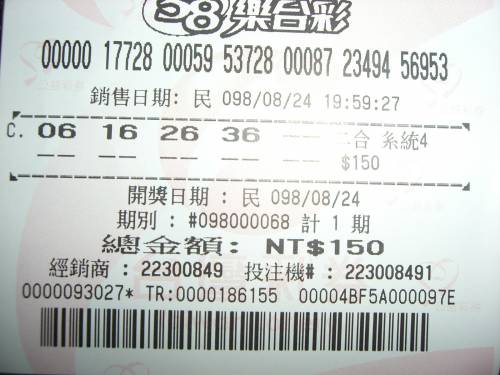 58樂合彩
00000 17728 00059 53728 00087 23494 56953
銷售日期: 民 098/08/24 19:59:27
C. 06 16 26 36 -- 二合 系統4
-- -- -- -- -- $150
開獎日期 : 民 098/08/24
期別 : #098000068 計 1 期
總金額: NT$150
經銷商 : 22300849 投注機# : 223008491
0000093027* TR:0000186155 00004BF5A000097E